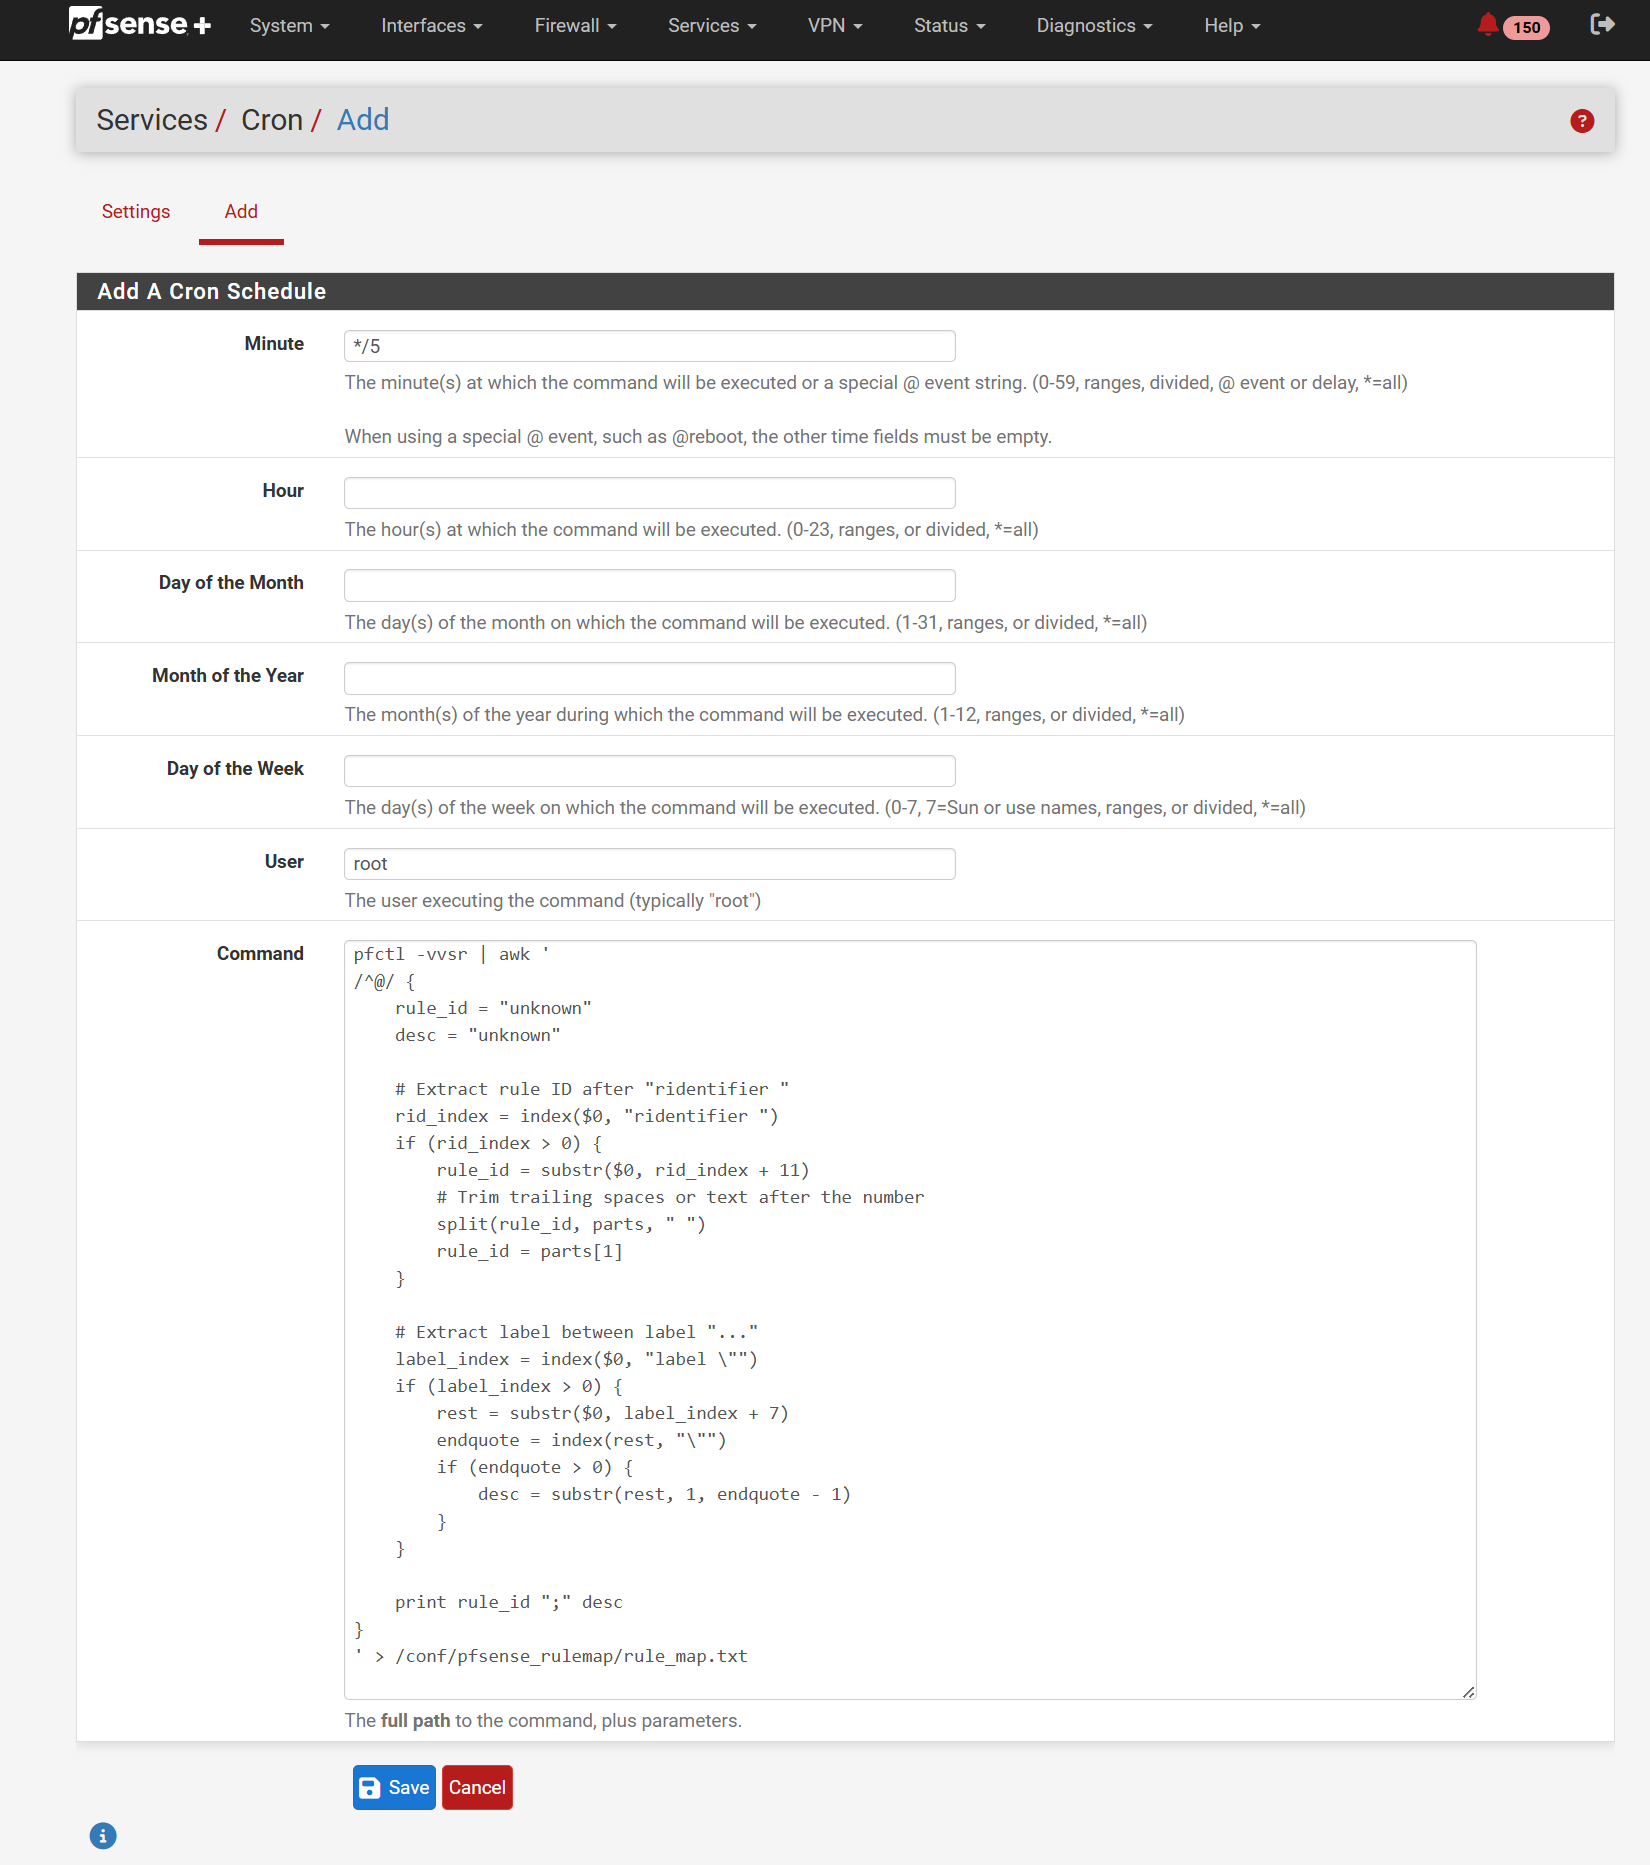 pfsense+ System Interfaces Firewall Services VPN Status Diagnostics Help 150
Services / Cron / Add ?
Settings Add
Add A Cron Schedule
Minute */5
The minute(s) at which the command will be executed or a special @ event string. (0-59, ranges, divided, @ event or delay, *=all)
When using a special @ event, such as @reboot, the other time fields must be empty.
Hour
The hour(s) at which the command will be executed. (0-23, ranges, or divided, *=all)
Day of the Month
The day(s) of the month on which the command will be executed. (1-31, ranges, or divided, *=all)
Month of the Year
The month(s) of the year during which the command will be executed. (1-12, ranges, or divided, *=all)
Day of the Week
The day(s) of the week on which the command will be executed. (0-7, 7=Sun or use names, ranges, or divided, *=all)
User root
The user executing the command (typically "root")
Command pfctl -vvsr | awk '
/^@/ {
    rule_id = "unknown"
    desc = "unknown"

    # Extract rule ID after "ridentifier "
    rid_index = index($0, "ridentifier ")
    if (rid_index > 0) {
        rule_id = substr($0, rid_index + 11)
        # Trim trailing spaces or text after the number
        split(rule_id, parts, " ")
        rule_id = parts[1]
    }

    # Extract label between label "..."
    label_index = index($0, "label \"")
    if (label_index > 0) {
        rest = substr($0, label_index + 7)
        endquote = index(rest, "\"")
        if (endquote > 0) {
            desc = substr(rest, 1, endquote - 1)
        }
    }

    print rule_id ";" desc
}
' > /conf/pfsense_rulemap/rule_map.txt
The full path to the command, plus parameters.
Save Cancel
i